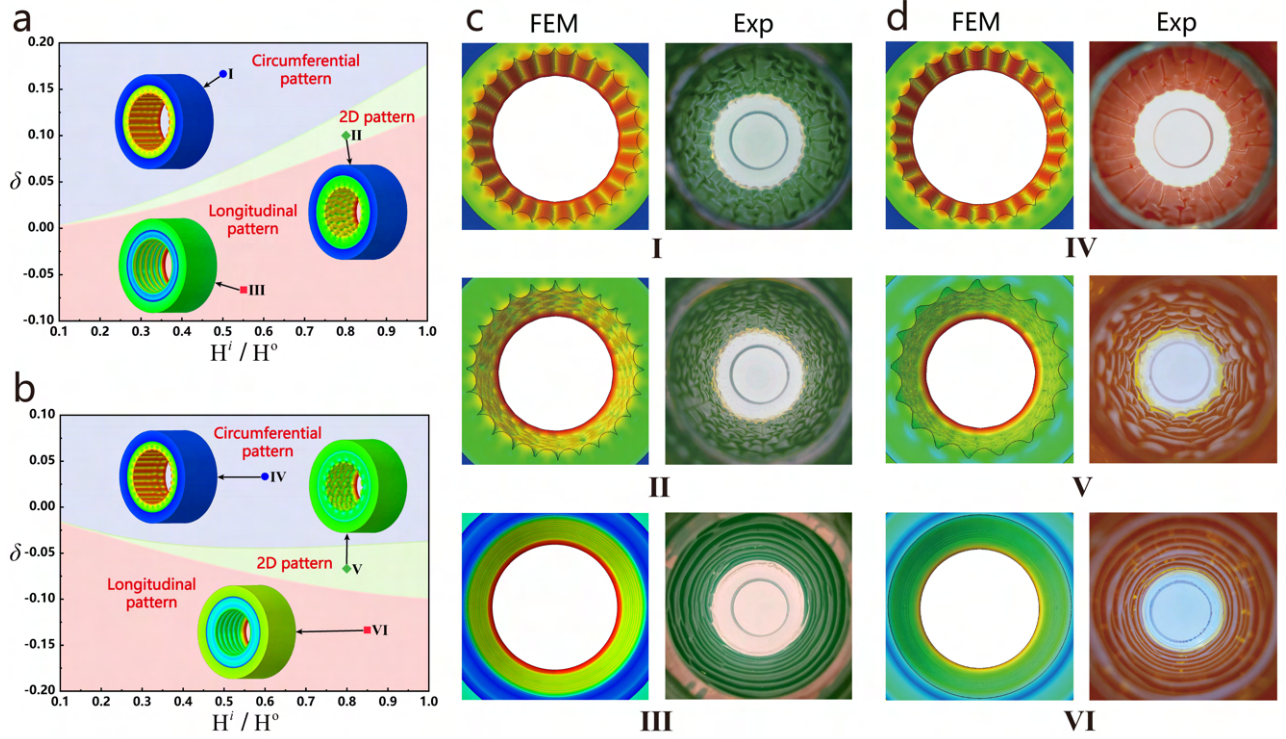 a
0.20
0.15
0.10
0.05
0.00
-0.05
-0.10
δ
Circumferential
pattern
2D pattern
Longitudinal
pattern
I
II
III
0.1 0.2 0.3 0.4 0.5 0.6 0.7 0.8 0.9 1.0
Hⁱ / Hᵒ
b
0.10
0.05
0.00
-0.05
-0.10
-0.15
-0.20
δ
Circumferential
pattern
2D pattern
Longitudinal
pattern
IV
V
VI
0.1 0.2 0.3 0.4 0.5 0.6 0.7 0.8 0.9 1.0
Hⁱ / Hᵒ
c
FEM Exp
I
II
III
d
FEM Exp
IV
V
VI